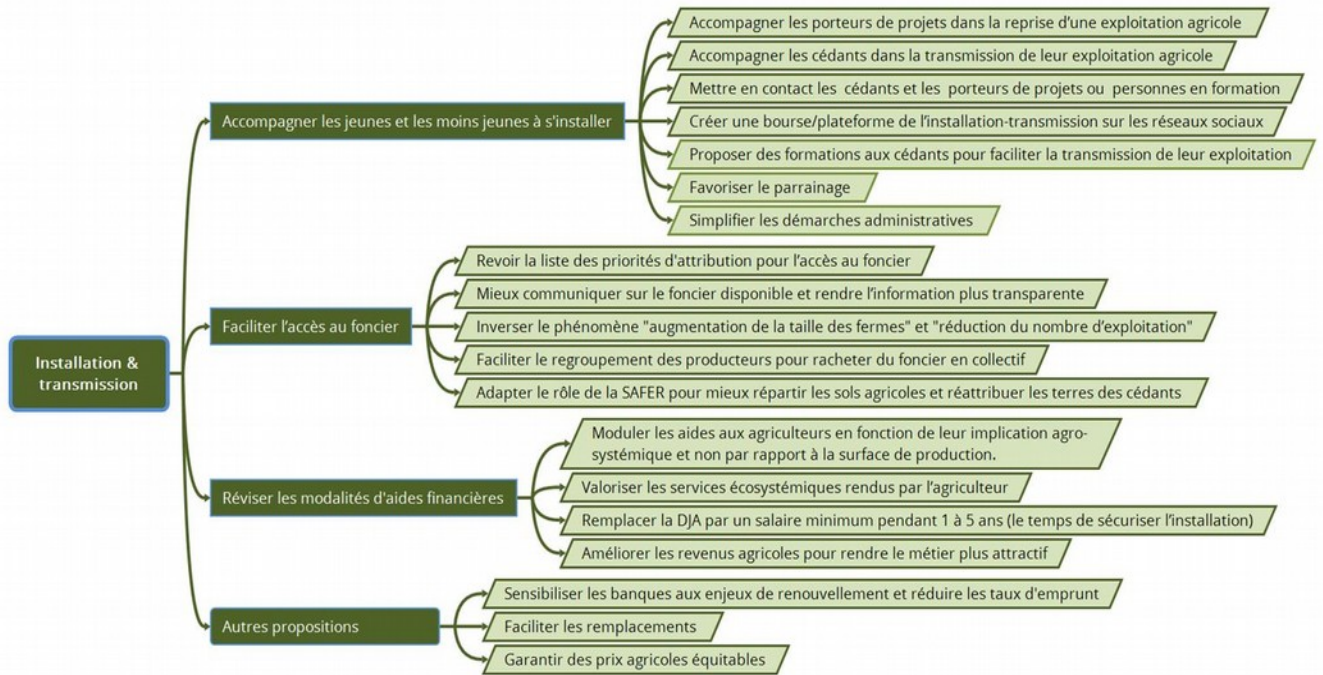 Installation &
transmission
Accompagner les jeunes et les moins jeunes à s'installer
Accompagner les porteurs de projets dans la reprise d’une exploitation agricole
Accompagner les cédants dans la transmission de leur exploitation agricole
Mettre en contact les cédants et les porteurs de projets ou personnes en formation
Créer une bourse/plateforme de l’installation-transmission sur les réseaux sociaux
Proposer des formations aux cédants pour faciliter la transmission de leur exploitation
Favoriser le parrainage
Simplifier les démarches administratives
Faciliter l’accès au foncier
Revoir la liste des priorités d'attribution pour l’accès au foncier
Mieux communiquer sur le foncier disponible et rendre l’information plus transparente
Inverser le phénomène "augmentation de la taille des fermes" et "réduction du nombre d’exploitation"
Faciliter le regroupement des producteurs pour racheter du foncier en collectif
Adapter le rôle de la SAFER pour mieux répartir les sols agricoles et réattribuer les terres des cédants
Réviser les modalités d'aides financières
Moduler les aides aux agriculteurs en fonction de leur implication agro-
systémique et non par rapport à la surface de production.
Valoriser les services écosystémiques rendus par l’agriculteur
Remplacer la DJA par un salaire minimum pendant 1 à 5 ans (le temps de sécuriser l’installation)
Améliorer les revenus agricoles pour rendre le métier plus attractif
Autres propositions
Sensibiliser les banques aux enjeux de renouvellement et réduire les taux d'emprunt
Faciliter les remplacements
Garantir des prix agricoles équitables